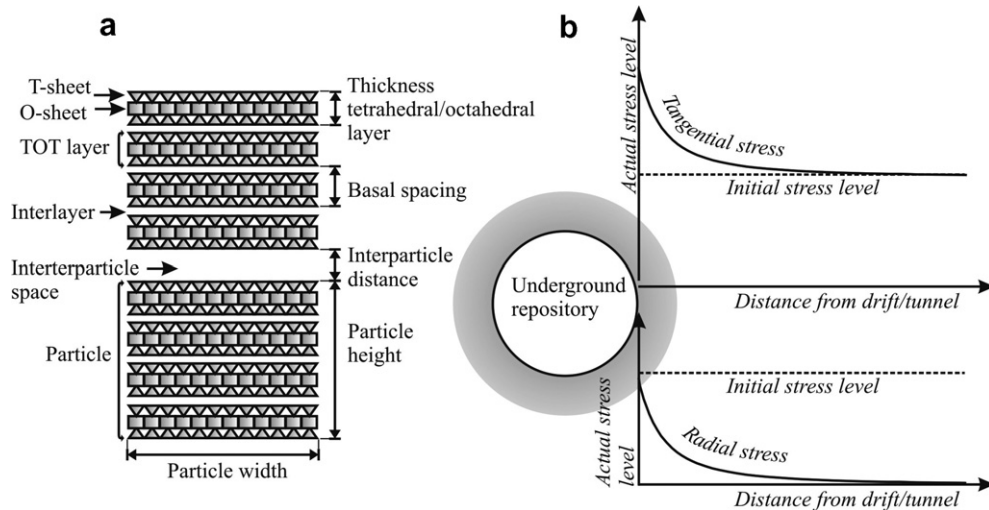 a
T-sheet
O-sheet
TOT layer
Interlayer
Interterparticle
space
Particle
Thickness
tetrahedral/octahedral
layer
Basal spacing
Interparticle
distance
Particle
height
Particle width
b
Actual stress level
Tangential stress
Initial stress level
Distance from drift/tunnel
Underground
repository
Actual stress
level
Initial stress level
Radial stress
Distance from drift/tunnel